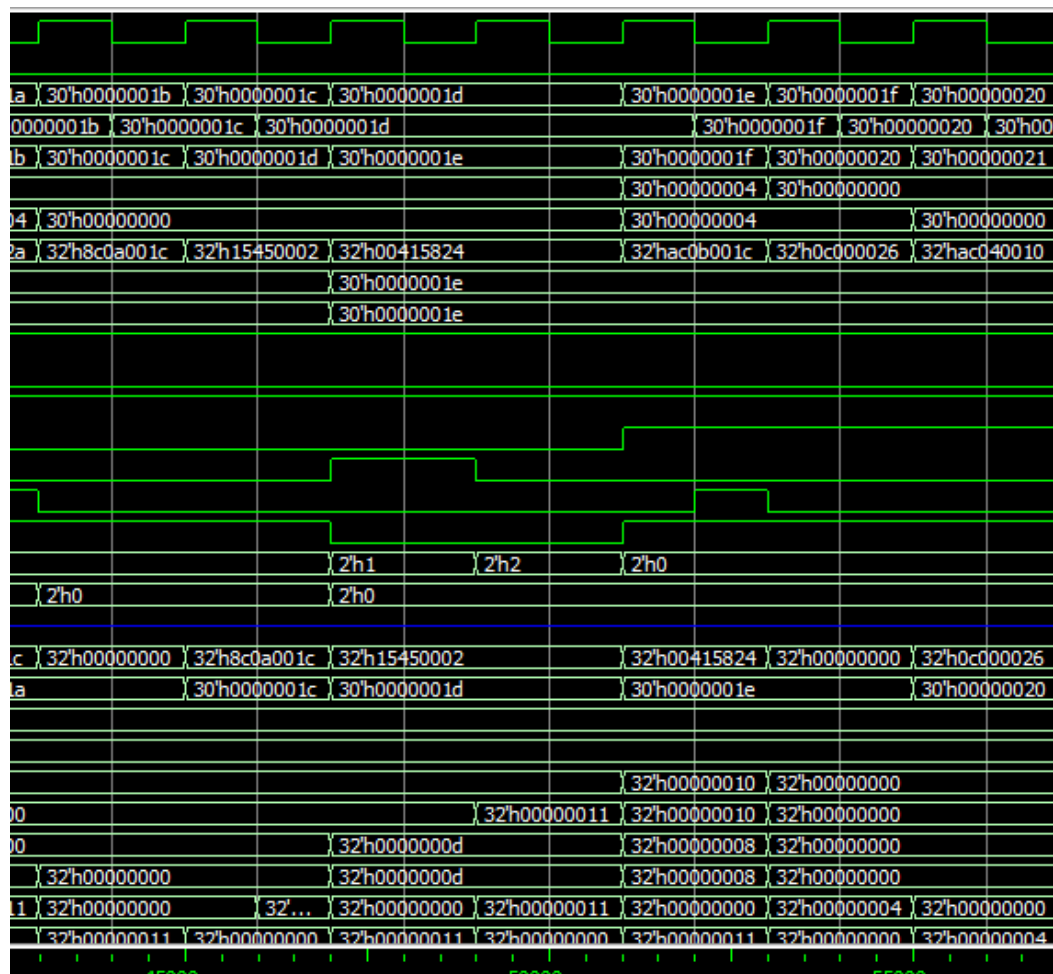 1a 30'h0000001b 30'h0000001c 30'h0000001d 30'h0000001e 30'h0000001f 30'h00000020
0000001b 30'h0000001c 30'h0000001d 30'h0000001f 30'h00000020 30'h00
1b 30'h0000001c 30'h0000001d 30'h0000001e 30'h0000001f 30'h00000020 30'h00000021
30'h00000004 30'h00000000
04 30'h00000000 30'h00000004 30'h00000000
2a 32'h8c0a001c 32'h15450002 32'h00415824 32'hac0b001c 32'h0c000026 32'hac040010
30'h0000001e
30'h0000001e
2'h1 2'h2 2'h0
2'h0 2'h0
1c 32'h00000000 32'h8c0a001c 32'h15450002 32'h00415824 32'h00000000 32'h0c000026
1a 30'h0000001c 30'h0000001d 30'h0000001e 30'h00000020
32'h00000010 32'h00000000
00 32'h00000011 32'h00000010 32'h00000000
00 32'h0000000d 32'h00000008 32'h00000000
32'h00000000 32'h0000000d 32'h00000008 32'h00000000
11 32'h00000000 32'... 32'h00000000 32'h00000011 32'h00000000 32'h00000004 32'h00000000
32'h00000011 32'h00000000 32'h00000011 32'h00000000 32'h00000011 32'h00000000 32'h00000004